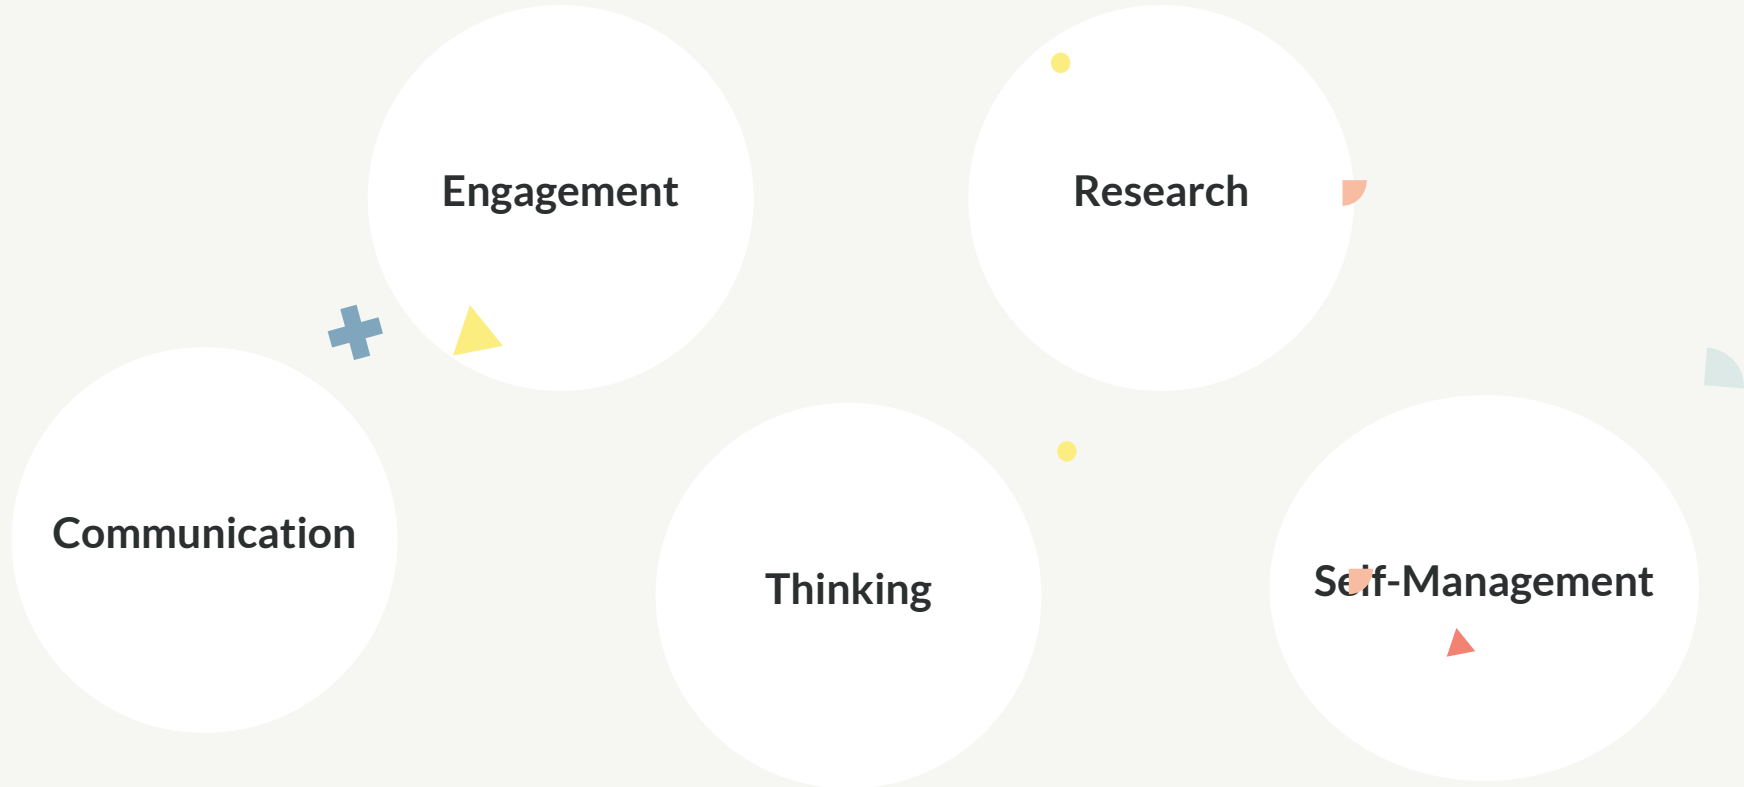 Engagement
Research
Communication
Thinking
Self-Management